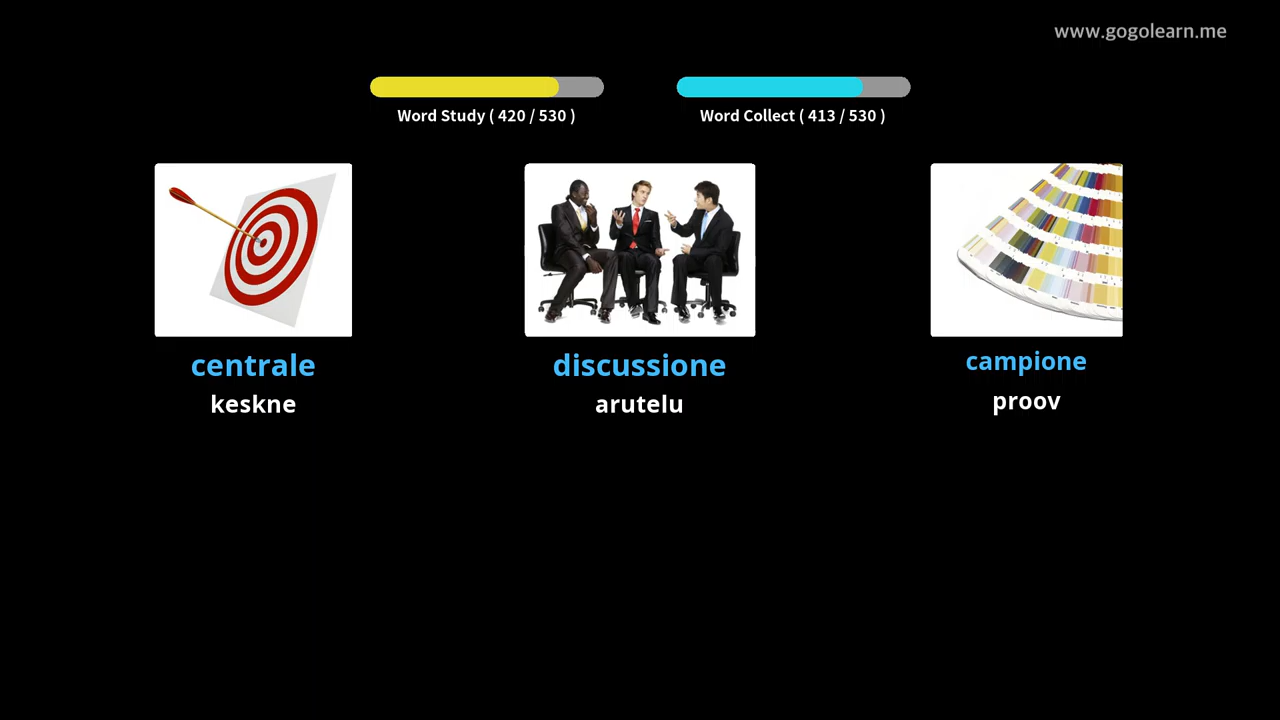 www.gogolearn.me
Word Study ( 420 / 530 )
Word Collect ( 413 / 530 )
centrale
keskne
discussione
arutelu
campione
proov